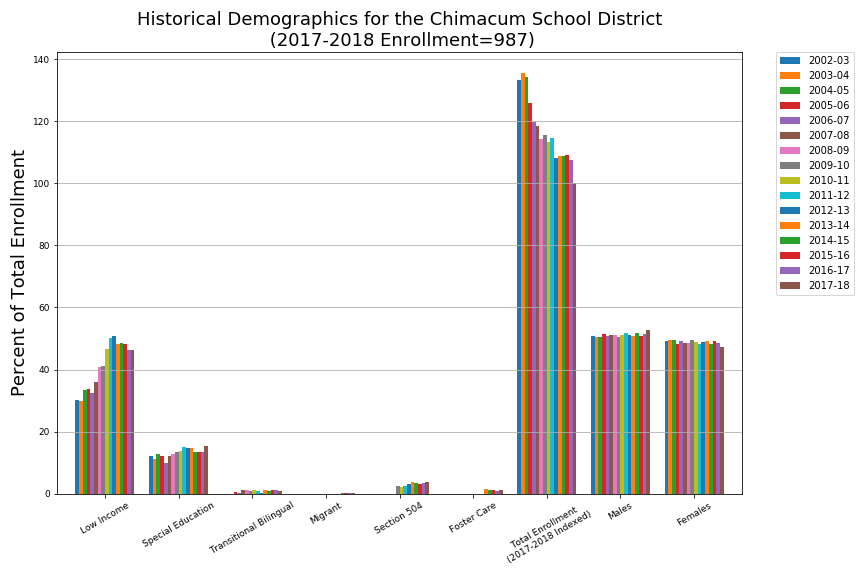 Historical Demographics for the Chimacum School District
(2017-2018 Enrollment=987)
Percent of Total Enrollment
140
120
100
80
60
40
20
0
Low Income
Special Education
Transitional Bilingual
Migrant
Section 504
Foster Care
Total Enrollment
(2017-2018 Indexed)
Males
Females
2002-03
2003-04
2004-05
2005-06
2006-07
2007-08
2008-09
2009-10
2010-11
2011-12
2012-13
2013-14
2014-15
2015-16
2016-17
2017-18